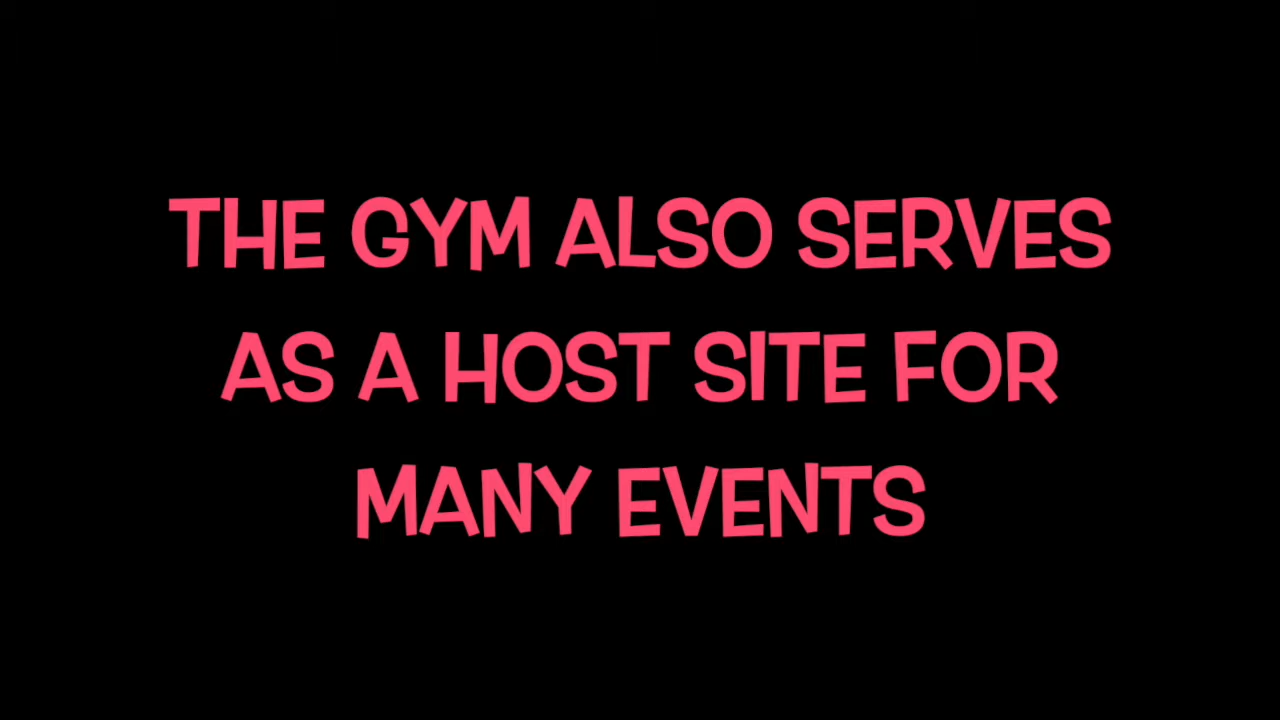 THE GYM ALSO SERVES
AS A HOST SITE FOR
MANY EVENTS